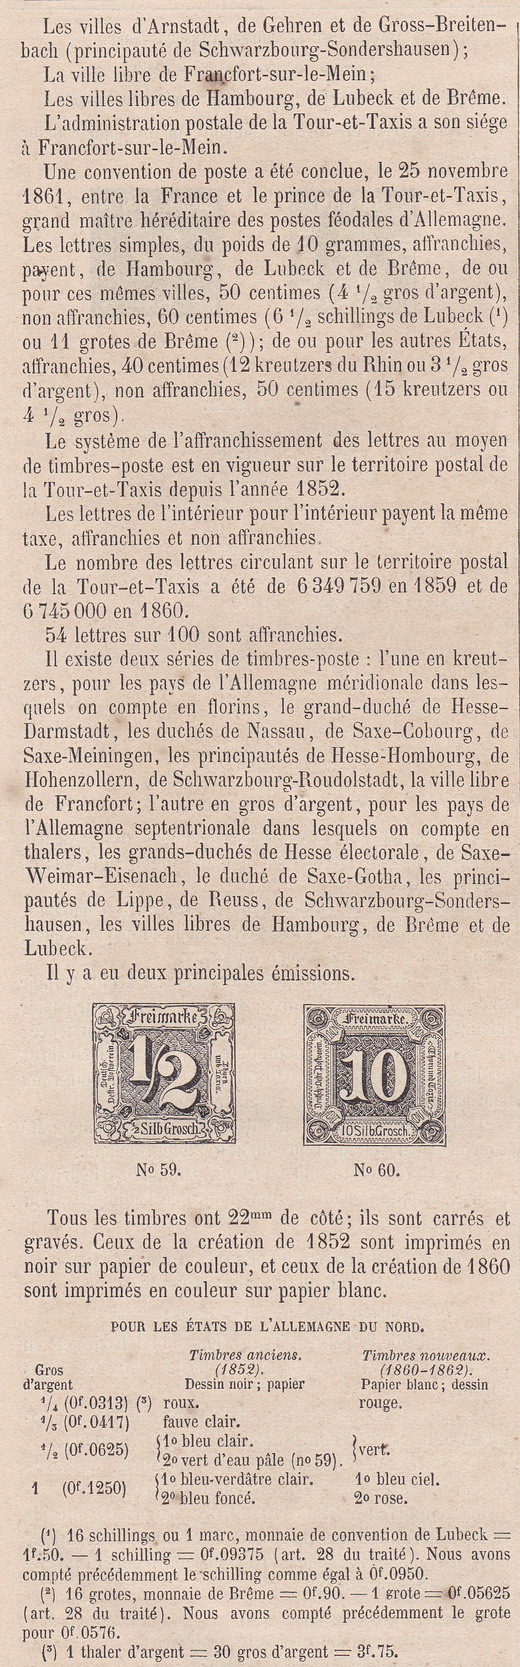 Les villes d'Arnstadt, de Gehren et de Gross-Breiten-
bach (principauté de Schwarzbourg-Sondershausen);
La ville libre de Francfort-sur-le-Mein;
Les villes libres de Hambourg, de Lubeck et de Brême.
L'administration postale de la Tour-et-Taxis a son siége
à Francfort-sur-le-Mein.
Une convention de poste a été conclue, le 25 novembre
1861, entre la France et le prince de la Tour-et-Taxis,
grand maître héréditaire des postes féodales d'Allemagne.
Les lettres simples, du poids de 10 grammes, affranchies,
payent, de Hambourg, de Lubeck et de Brême, de ou
pour ces mêmes villes, 50 centimes (4 1/2 gros d'argent),
non affranchies, 60 centimes (6 1/2 schillings de Lubeck (1)
ou 11 grotes de Brême (2)); de ou pour les autres États,
affranchies, 40 centimes (12 kreutzers du Rhin ou 3 1/2 gros
d'argent), non affranchies, 50 centimes (15 kreutzers ou
4 1/2 gros).
Le système de l'affranchissement des lettres au moyen
de timbres-poste est en vigueur sur le territoire postal de
la Tour-et-Taxis depuis l'année 1852.
Les lettres de l'intérieur pour l'intérieur payent la même
taxe, affranchies et non affranchies.
Le nombre des lettres circulant sur le territoire postal
de la Tour-et-Taxis a été de 6 349 759 en 1859 et de
6 745 000 en 1860.
54 lettres sur 100 sont affranchies.
Il existe deux séries de timbres-poste : l'une en kreut-
zers, pour les pays de l'Allemagne méridionale dans les-
quels on compte en florins, le grand-duché de Hesse-
Darmstadt, les duchés de Nassau, de Saxe-Cobourg, de
Saxe-Meiningen, les principautés de Hesse-Hombourg, de
Hohenzollern, de Schwarzbourg-Roudolstadt, la ville libre
de Francfort; l'autre en gros d'argent, pour les pays de
l'Allemagne septentrionale dans lesquels on compte en
thalers, les grands-duchés de Hesse électorale, de Saxe-
Weimar-Eisenach, le duché de Saxe-Gotha, les princi-
pautés de Lippe, de Reuss, de Schwarzbourg-Sonders-
hausen, les villes libres de Hambourg, de Brême et de
Lubeck.
Il y a eu deux principales émissions.
Freimarke
1/2
1/2 Silb Grosch.
No 59.
Freimarke.
10
10 Silb. Grosch.
No 60.
Tous les timbres ont 22mm de côté; ils sont carrés et
gravés. Ceux de la création de 1852 sont imprimés en
noir sur papier de couleur, et ceux de la création de 1860
sont imprimés en couleur sur papier blanc.
POUR LES ÉTATS DE L'ALLEMAGNE DU NORD.
Timbres anciens. Timbres nouveaux.
Gros (1852). (1860-1862).
d'argent Dessin noir; papier Papier blanc; dessin
1/4 (0f.0313) (3) roux. rouge.
1/3 (0f.0417) fauve clair.
1/2 (0f.0625) { 1o bleu clair. } vert.
2o vert d'eau pâle (no 59).
1 (0f.1250) { 1o bleu-verdâtre clair. 1o bleu ciel.
2o bleu foncé. 2o rose.
(1) 16 schillings ou 1 marc, monnaie de convention de Lubeck =
1f.50. — 1 schilling = 0f.09375 (art. 28 du traité). Nous avons
compté précédemment le schilling comme égal à 0f.0950.
(2) 16 grotes, monnaie de Brême = 0f.90. — 1 grote = 0f.05625
(art. 28 du traité). Nous avons compté précédemment le grote
pour 0f.0576.
(3) 1 thaler d'argent = 30 gros d'argent = 3f.75.